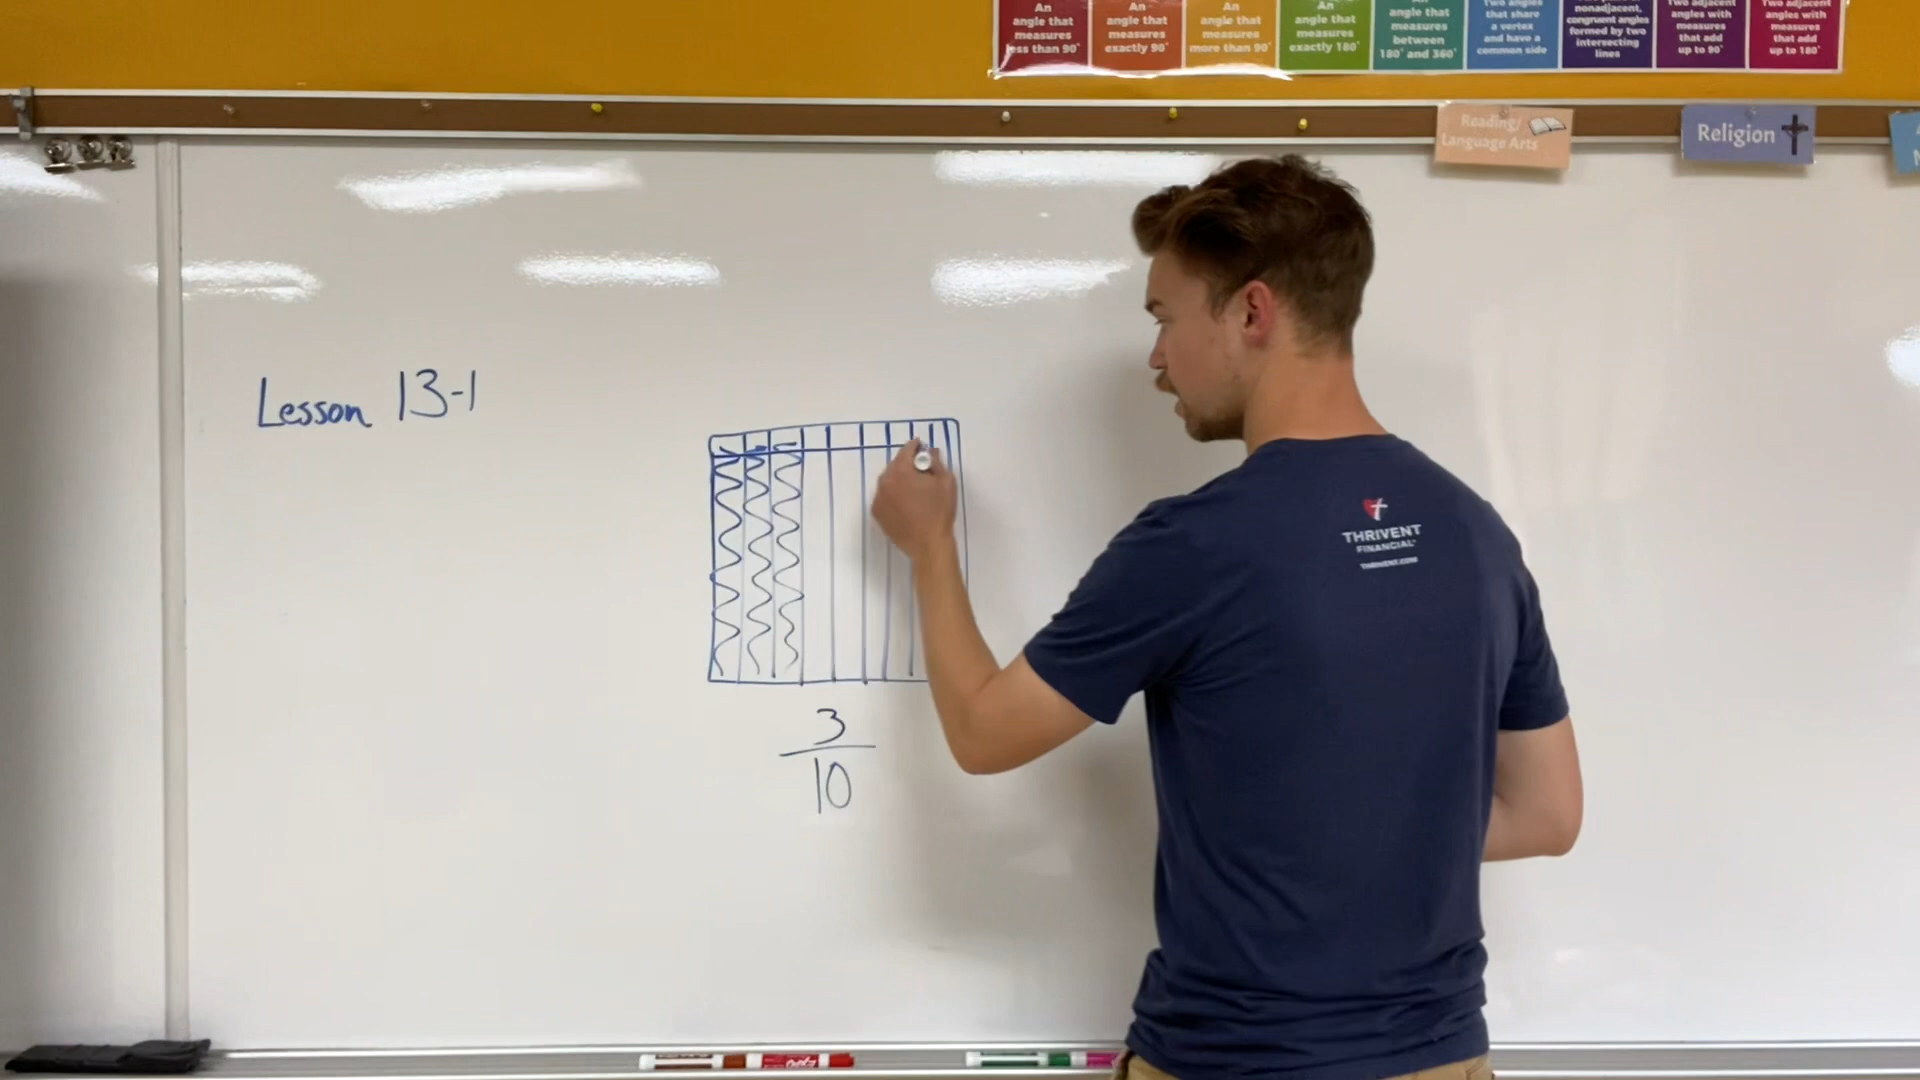 An
angle that
measures
less than 90°
An
angle that
measures
exactly 90°
An
angle that
measures
more than 90°
An
angle that
measures
exactly 180°
An
angle that
measures
between
180° and 360°
Two angles
that share
a vertex
and have a
common side
nonadjacent,
congruent angles
formed by two
intersecting
lines
Two adjacent
angles with
measures
that add
up to 90°
Two adjacent
angles with
measures
that add
up to 180°
Reading/
Language Arts
Religion
Lesson 13-1
3
10
THRIVENT
FINANCIAL®
THRIVENT.COM